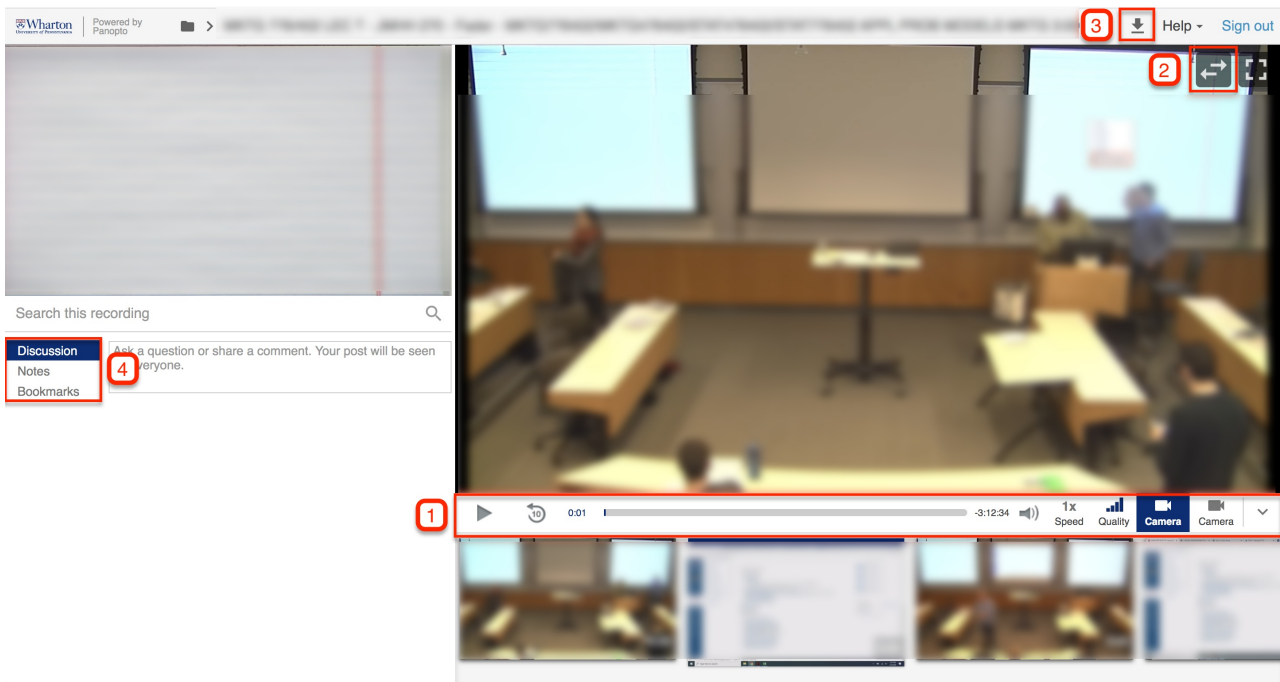 Wharton
University of Pennsylvania
Powered by
Panopto
3
Help
Sign out
2
Search this recording
Discussion
Notes
Bookmarks
4
Ask a question or share a comment. Your post will be seen
veryone.
1
10
0:01
-3:12:34
1x
Speed
Quality
Camera
Camera